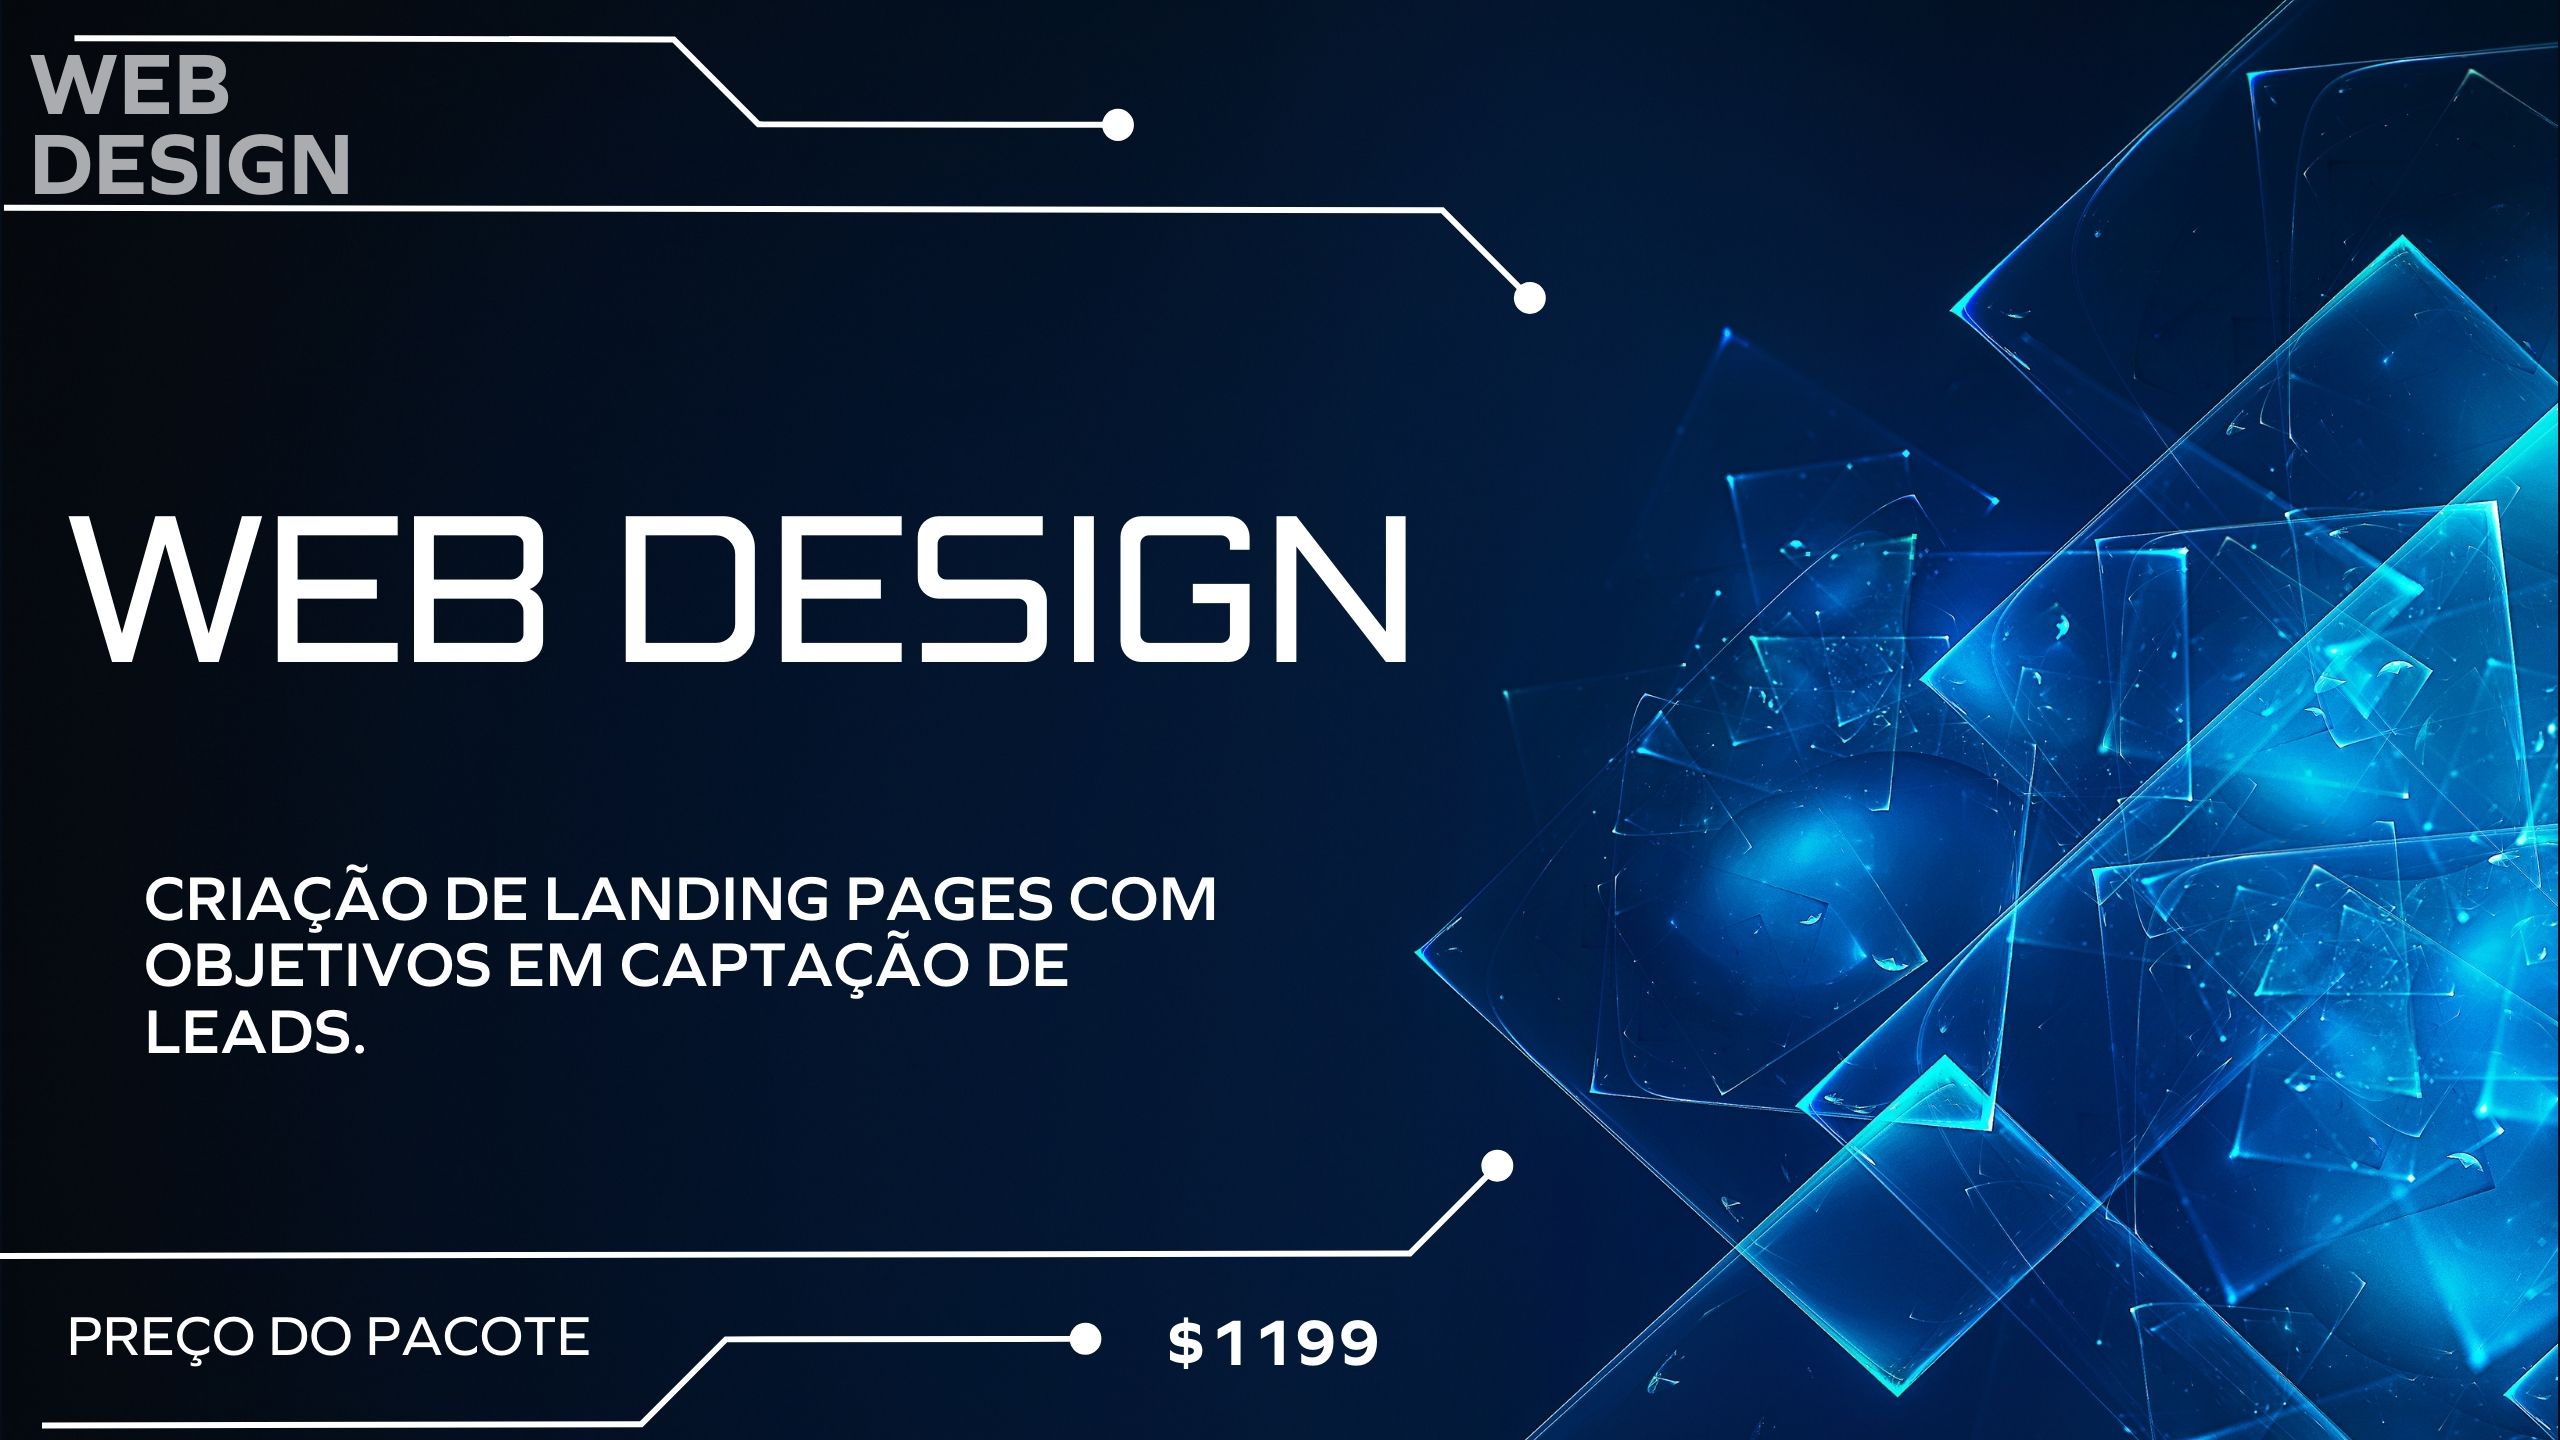 WEB
DESIGN
WEB DESIGN
CRIAÇÃO DE LANDING PAGES COM
OBJETIVOS EM CAPTAÇÃO DE
LEADS.
PREÇO DO PACOTE
$1199